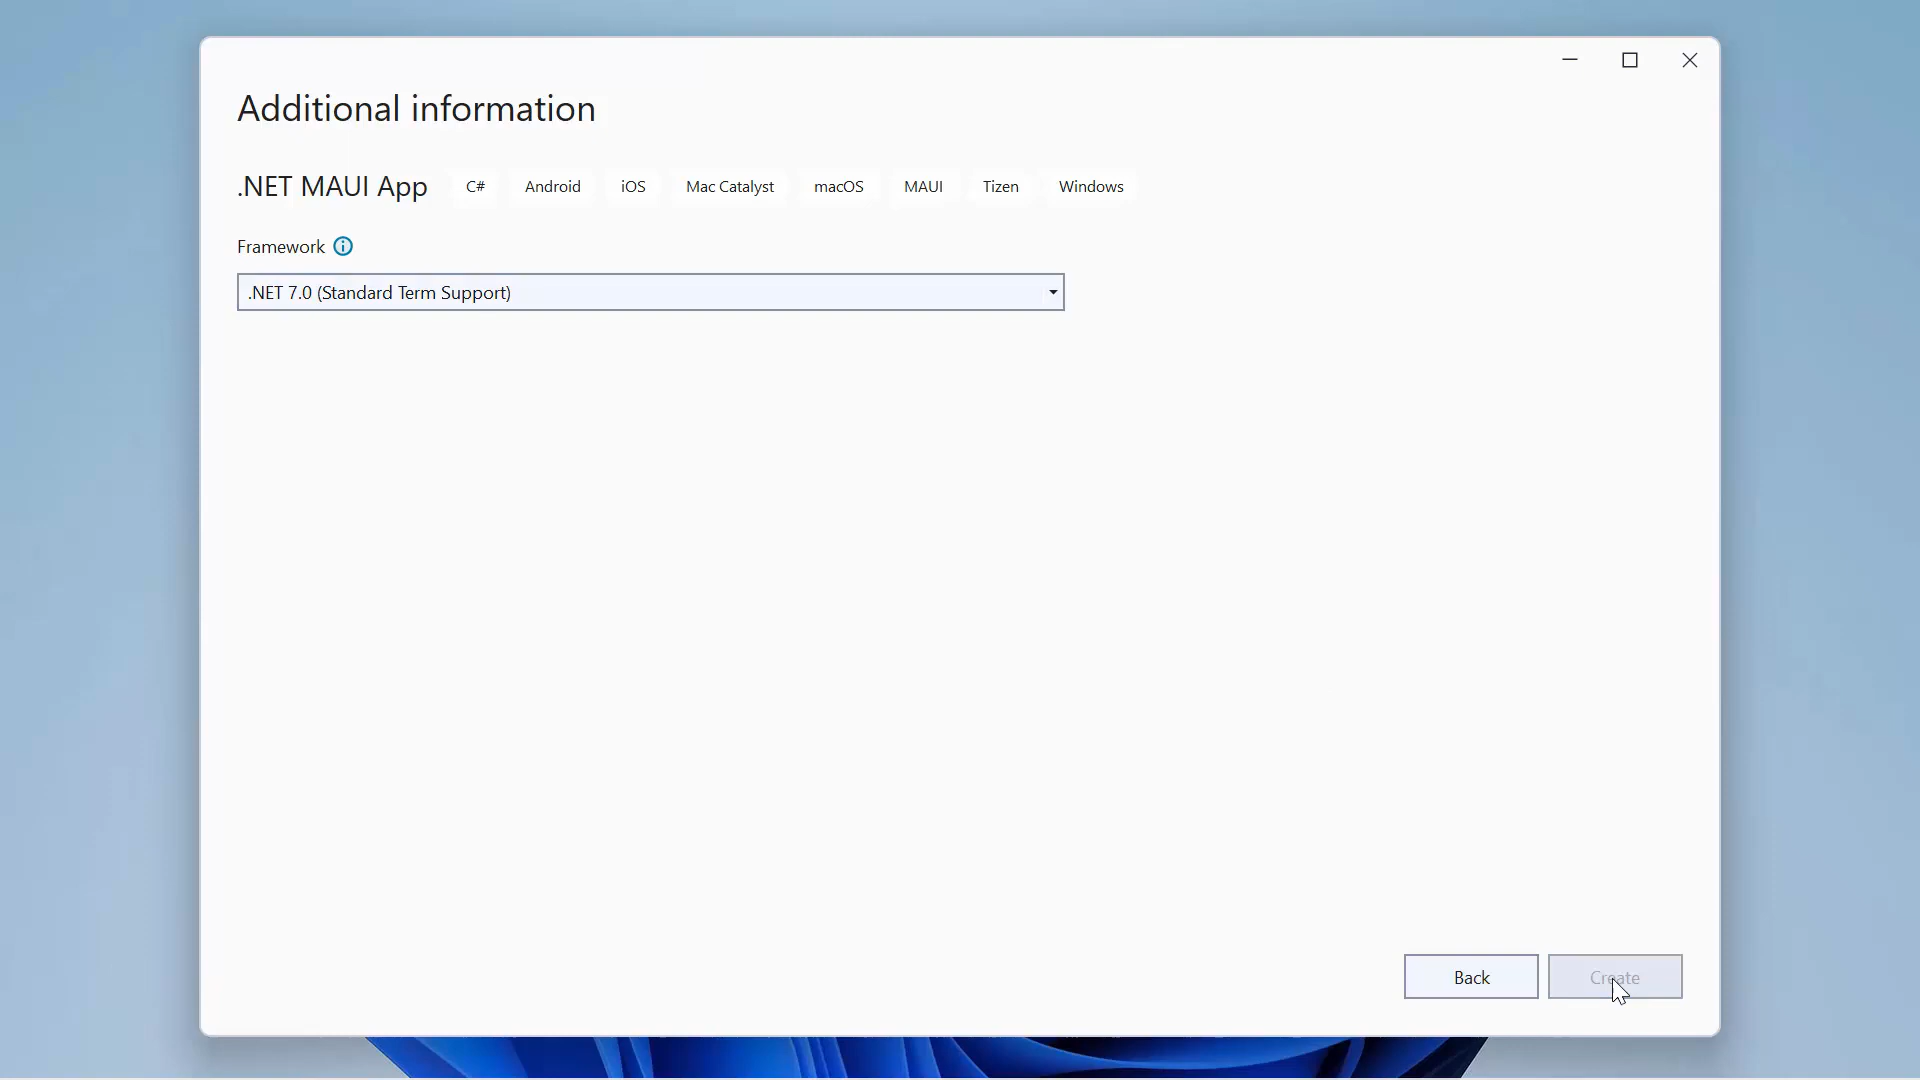 Additional information
.NET MAUI App C# Android iOS Mac Catalyst macOS MAUI Tizen Windows
Framework
.NET 7.0 (Standard Term Support)
Back Create